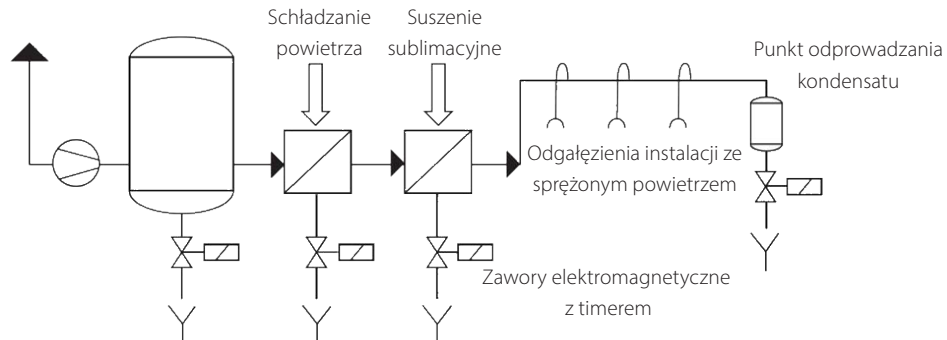 Schładzanie
powietrza
Suszenie
sublimacyjne
Punkt odprowadzania
kondensatu
Odgałęzienia instalacji ze
sprężonym powietrzem
Zawory elektromagnetyczne
z timerem